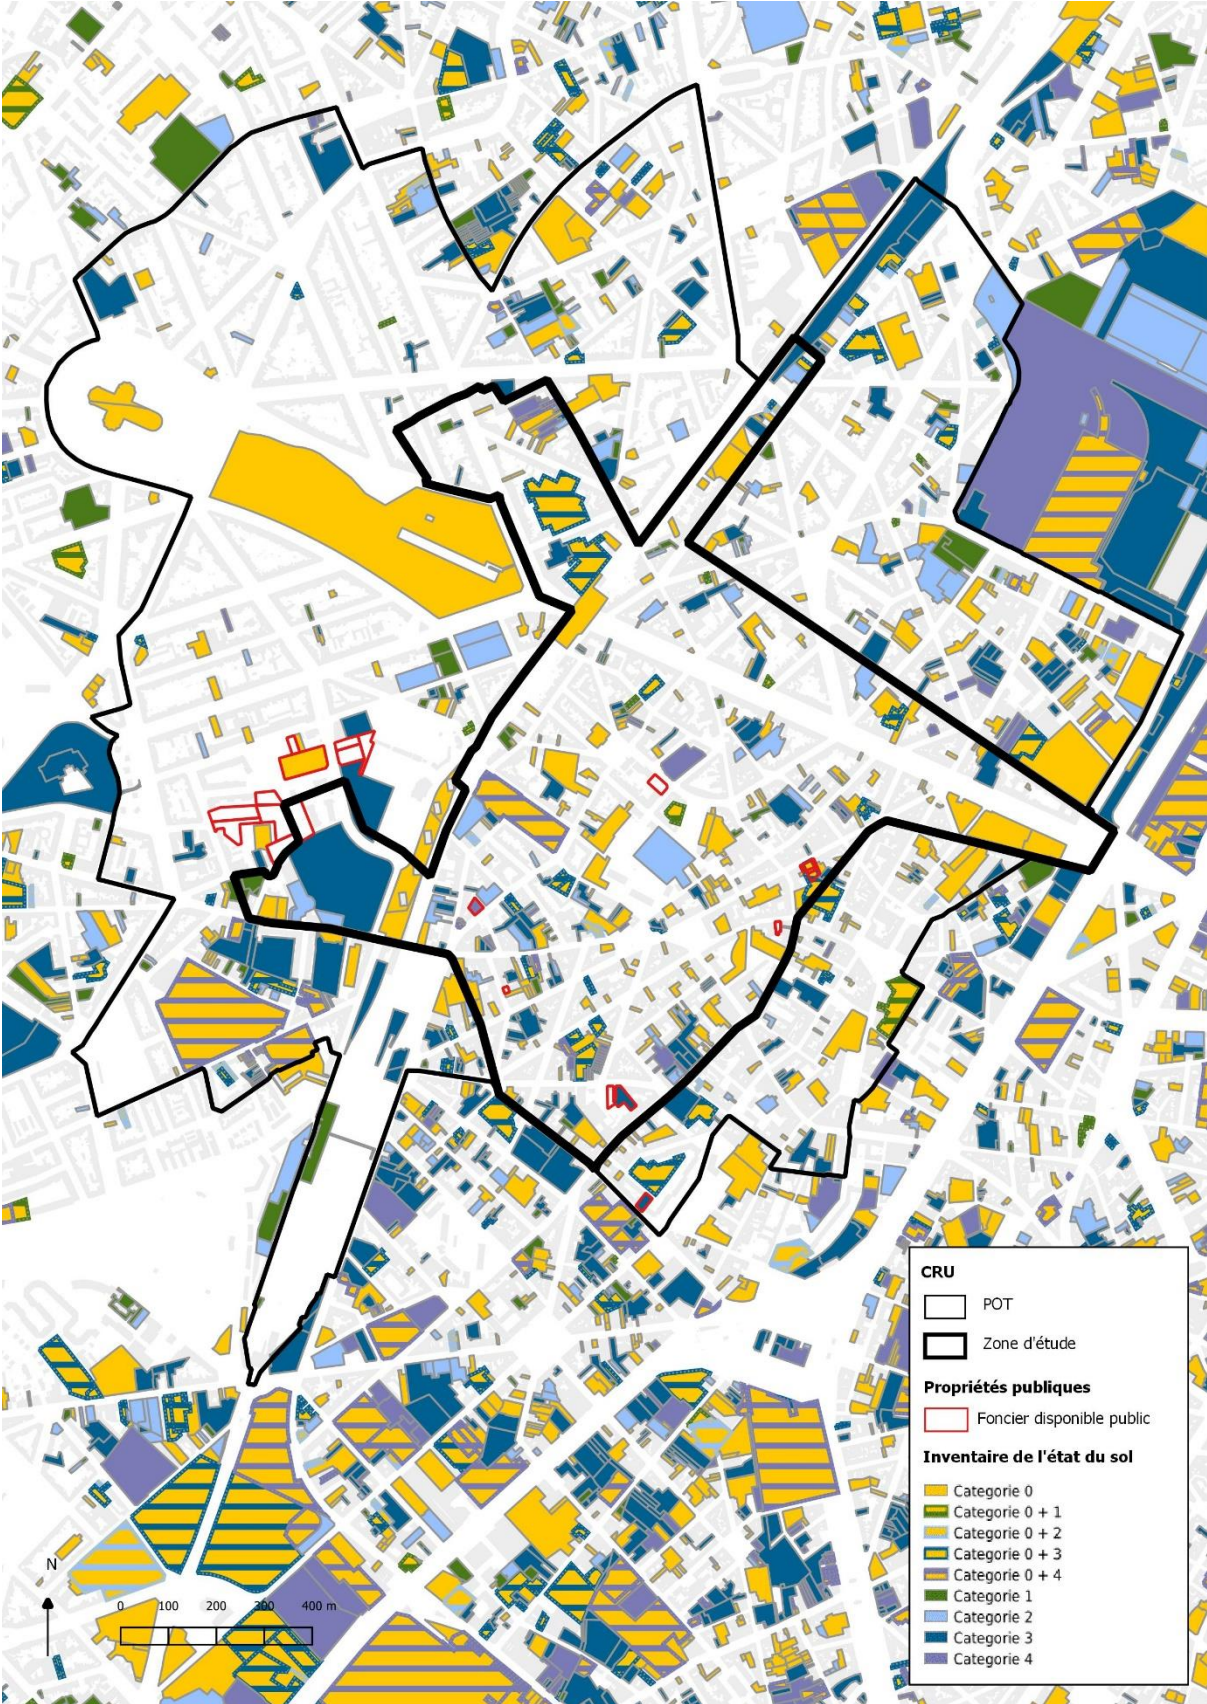 CRU
POT
Zone d'étude
Propriétés publiques
Foncier disponible public
Inventaire de l'état du sol
Categorie 0
Categorie 0 + 1
Categorie 0 + 2
Categorie 0 + 3
Categorie 0 + 4
Categorie 1
Categorie 2
Categorie 3
Categorie 4
N
0 100 200 300 400 m